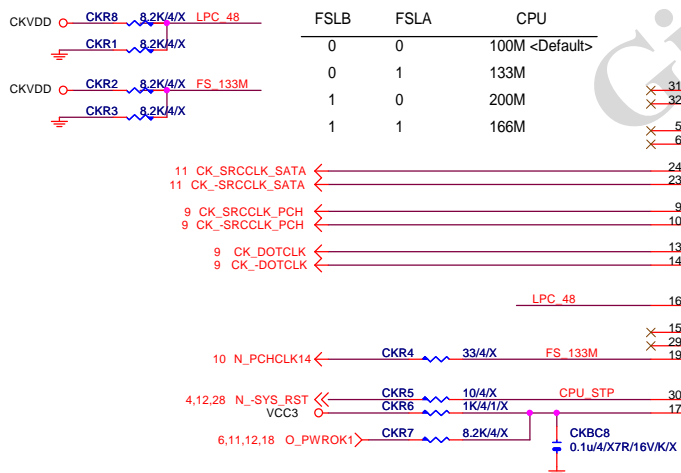 CKVDD CKR8 8.2K/4/X LPC_48
CKR1 8.2K/4/X
CKVDD CKR2 8.2K/4/X FS_133M
CKR3 8.2K/4/X
FSLB FSLA CPU
0 0 100M <Default>
0 1 133M
1 0 200M
1 1 166M
31
32
5
6
11 CK_SRCCLK_SATA 24
11 CK_-SRCCLK_SATA 23
9 CK_SRCCLK_PCH 9
9 CK_-SRCCLK_PCH 10
9 CK_DOTCLK 13
9 CK_-DOTCLK 14
LPC_48 16
15
29
10 N_PCHCLK14 CKR4 33/4/X FS_133M 19
4,12,28 N_-SYS_RST CKR5 10/4/X CPU_STP 30
VCC3 CKR6 1K/4/1/X 17
6,11,12,18 O_PWROK1 CKR7 8.2K/4/X
CKBC8
0.1u/4/X7R/16V/K/X